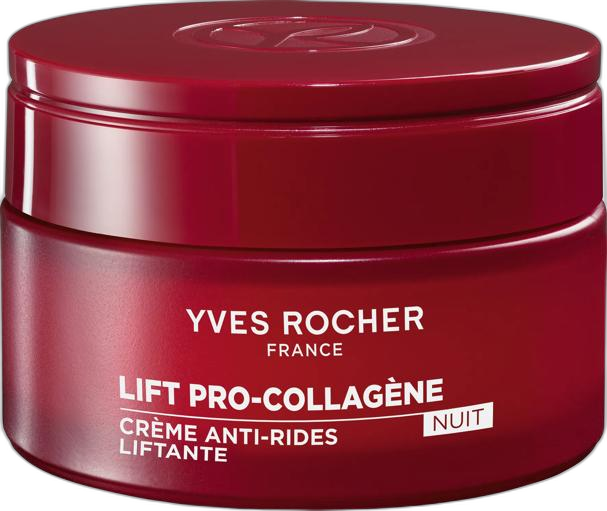 YVES ROCHER
FRANCE
LIFT PRO-COLLAGÈNE
NUIT
CRÈME ANTI-RIDES
LIFTANTE